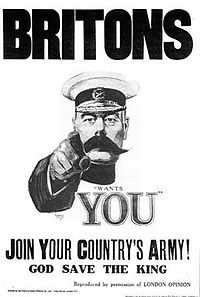 BRITONS
"WANTS
YOU"
JOIN YOUR COUNTRY'S ARMY!
GOD SAVE THE KING
Reproduced by permission of LONDON OPINION